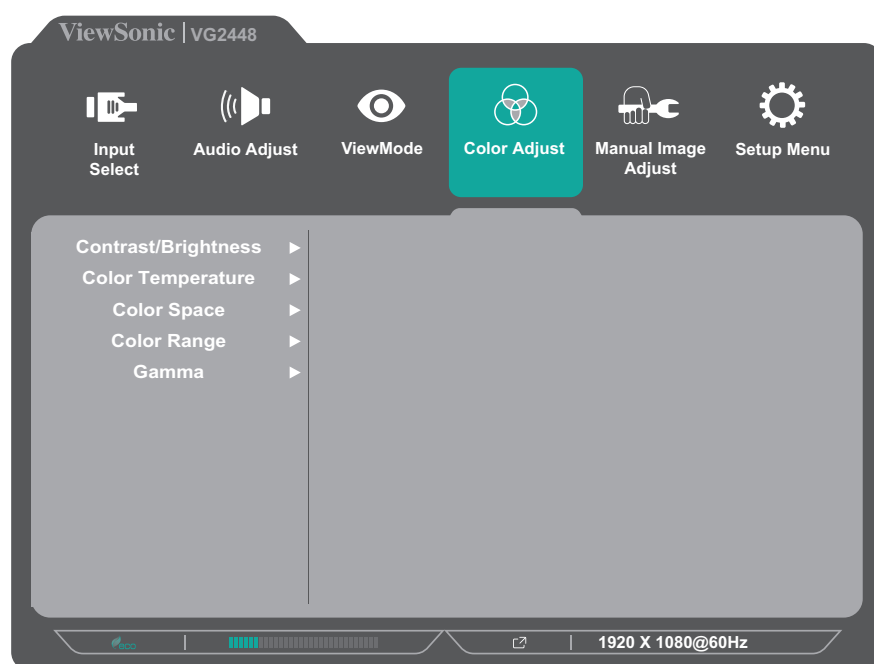 ViewSonic | VG2448
Input Select
Audio Adjust
ViewMode
Color Adjust
Manual Image Adjust
Setup Menu
Contrast/Brightness
Color Temperature
Color Space
Color Range
Gamma
eco
1920 X 1080@60Hz